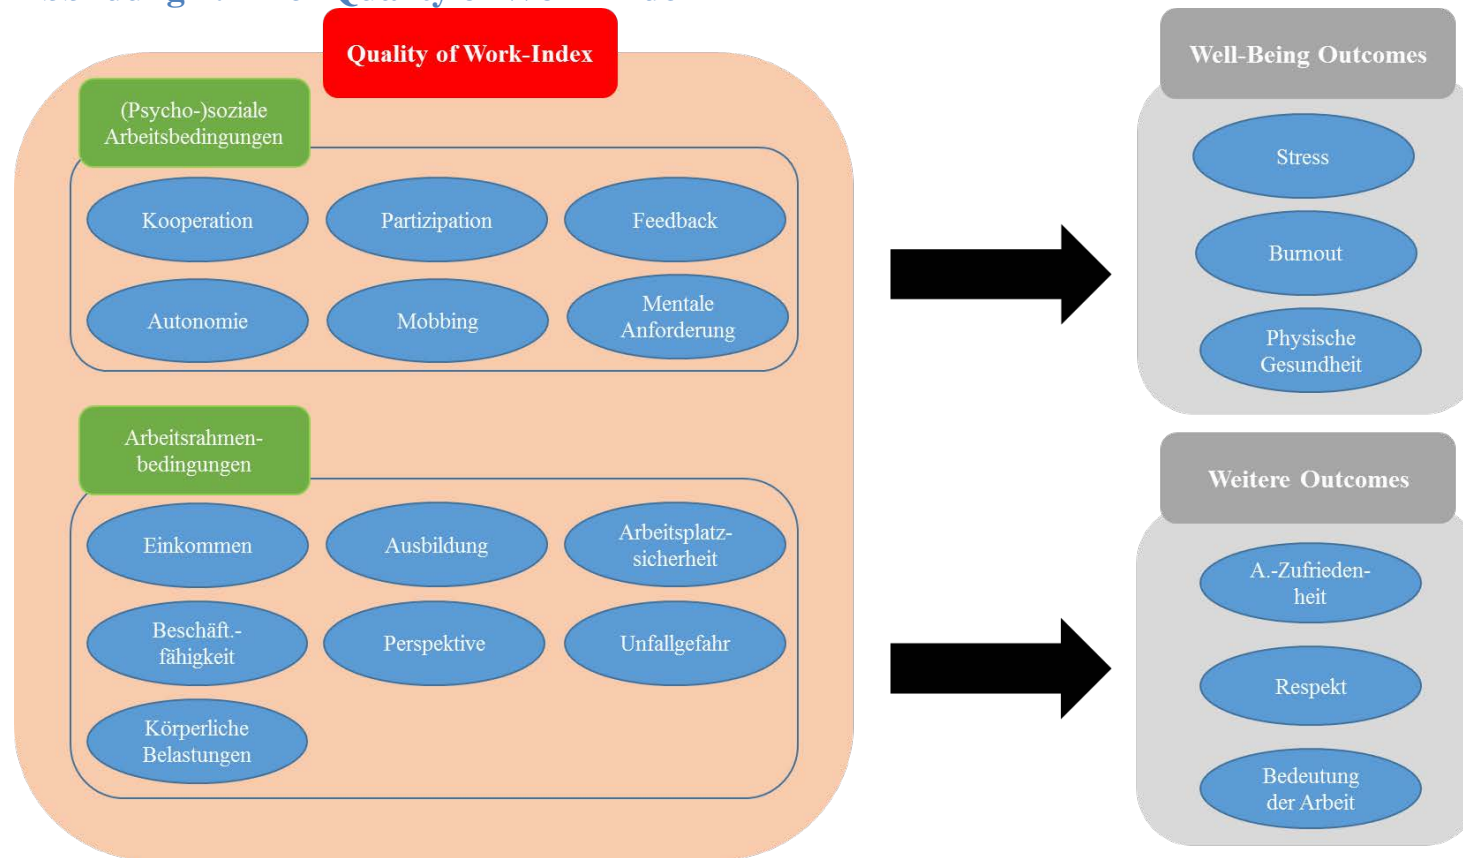 Quality of Work-Index
(Psycho-)soziale
Arbeitsbedingungen
Kooperation
Partizipation
Feedback
Autonomie
Mobbing
Mentale
Anforderung
Arbeitsrahmen-
bedingungen
Einkommen
Ausbildung
Arbeitsplatz-
sicherheit
Beschäft.-
fähigkeit
Perspektive
Unfallgefahr
Körperliche
Belastungen
Well-Being Outcomes
Stress
Burnout
Physische
Gesundheit
Weitere Outcomes
A.-Zufrieden-
heit
Respekt
Bedeutung
der Arbeit